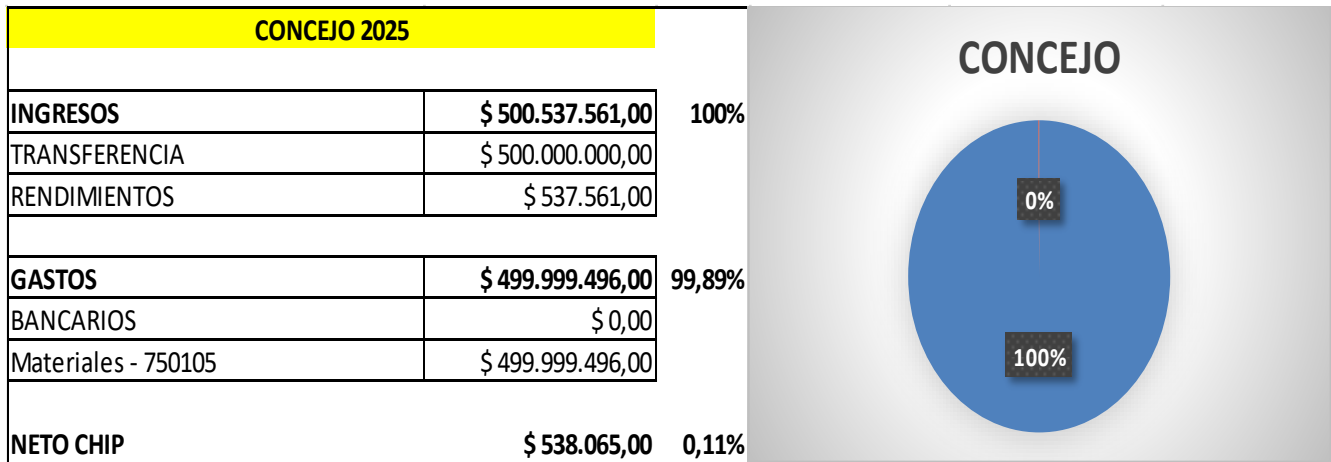 CONCEJO 2025
INGRESOS $ 500.537.561,00 100%
TRANSFERENCIA $ 500.000.000,00
RENDIMIENTOS $ 537.561,00
GASTOS $ 499.999.496,00 99,89%
BANCARIOS $ 0,00
Materiales - 750105 $ 499.999.496,00
NETO CHIP $ 538.065,00 0,11%
CONCEJO
0%
100%